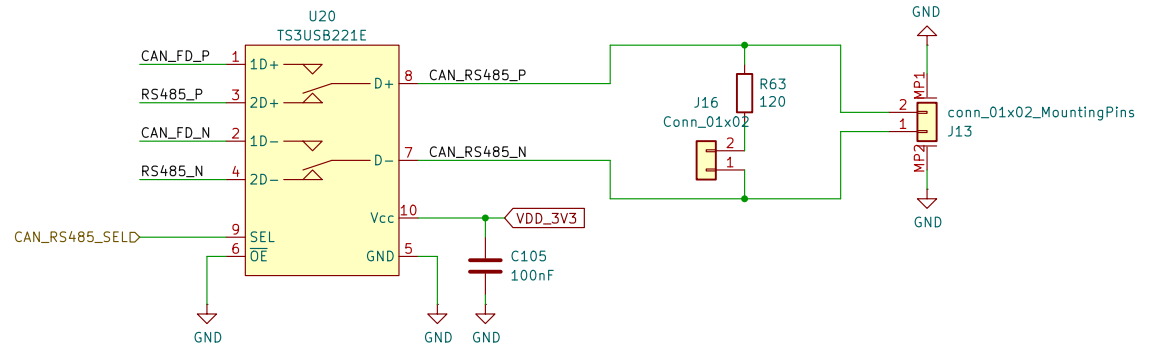 U20
TS3USB221E
CAN_FD_P
1
1D+
RS485_P
3
2D+
CAN_FD_N
2
1D-
RS485_N
4
2D-
CAN_RS485_SEL
9
SEL
6
OE
GND
D+
8
CAN_RS485_P
D-
7
CAN_RS485_N
Vcc
10
VDD_3V3
GND
5
GND
C105
100nF
GND
R63
120
J16
Conn_01x02
2
1
GND
MP1
2
1
conn_01x02_MountingPins
J13
MP2
GND